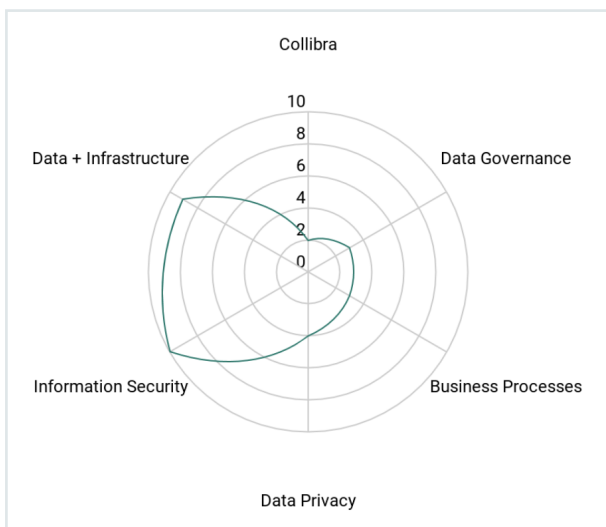 Collibra
10
8
Data + Infrastructure
Data Governance
6
4
2
0
Information Security
Business Processes
Data Privacy